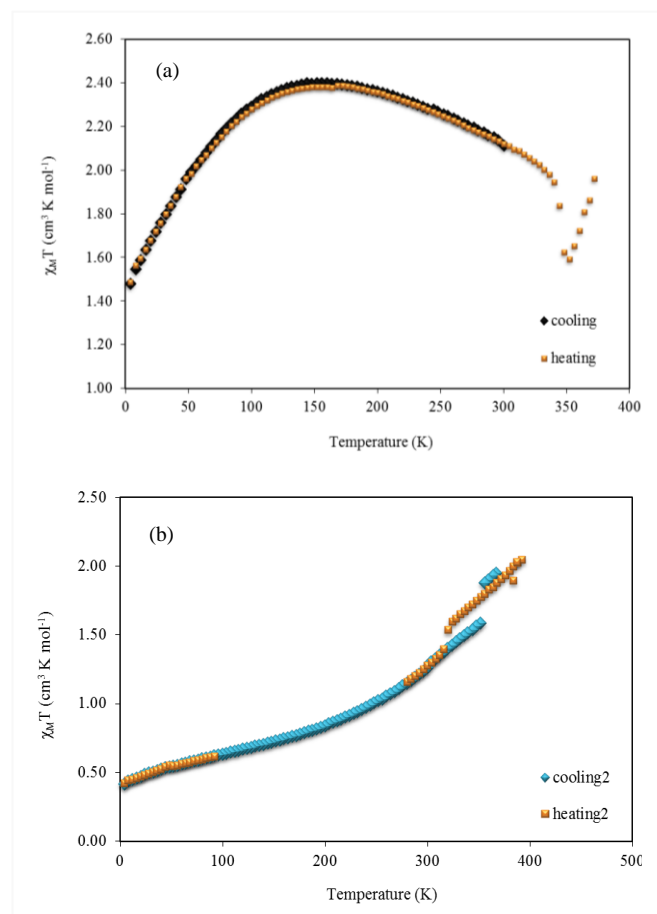 2.60
(a)
2.40
2.20
2.00
1.80
1.60
1.40
1.20
1.00
χMT (cm³ K mol⁻¹)
cooling
heating
0 50 100 150 200 250 300 350 400
Temperature (K)
2.50
(b)
2.00
1.50
1.00
0.50
0.00
χMT (cm³ K mol⁻¹)
cooling2
heating2
0 100 200 300 400 500
Temperature (K)